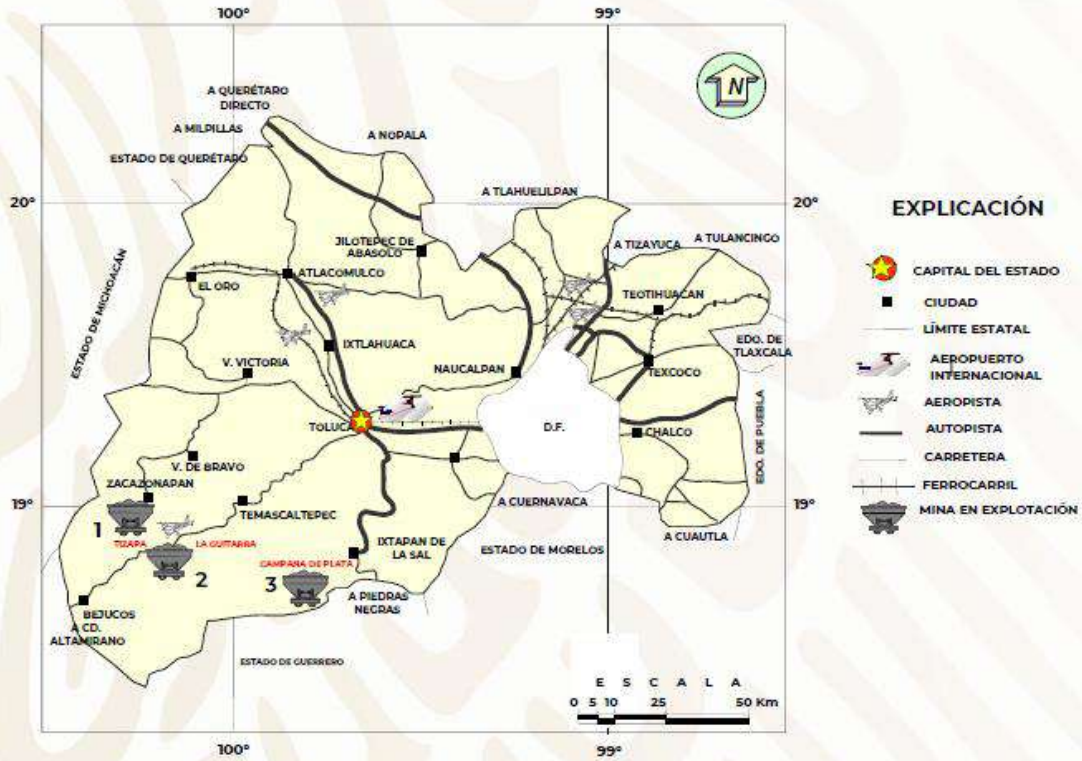 100°
99°
N
A QUERÉTARO
DIRECTO
A MILPILLAS
A NOPALA
ESTADO DE QUERÉTARO
20°
A TLAHUELILPAN
20°
A TIZAYUCA
A TULANCINGO
JILOTEPEC DE
ABASOLO
ATLACOMULCO
EL ORO
TEOTIHUACAN
ESTADO DE MICHOACÁN
IXTLAHUACA
EDO. DE
TLAXCALA
V. VICTORIA
NAUCALPAN
TEXCOCO
TOLUCA
D.F.
CHALCO
EDO. DE PUEBLA
V. DE BRAVO
ZACAZONAPAN
19°
TEMASCALTEPEC
A CUERNAVACA
19°
1
TIZAPA
LA GUITARRA
IXTAPAN DE
LA SAL
ESTADO DE MORELOS
A CUAUTLA
CAMPANA DE PLATA
2
3
A PIEDRAS
NEGRAS
BEJUCOS
A CD.
ALTAMIRANO
ESTADO DE GUERRERO
E S C A L A
0 5 10 25 50 Km
100°
99°
EXPLICACIÓN
CAPITAL DEL ESTADO
CIUDAD
LÍMITE ESTATAL
AEROPUERTO
INTERNACIONAL
AEROPISTA
AUTOPISTA
CARRETERA
FERROCARRIL
MINA EN EXPLOTACIÓN